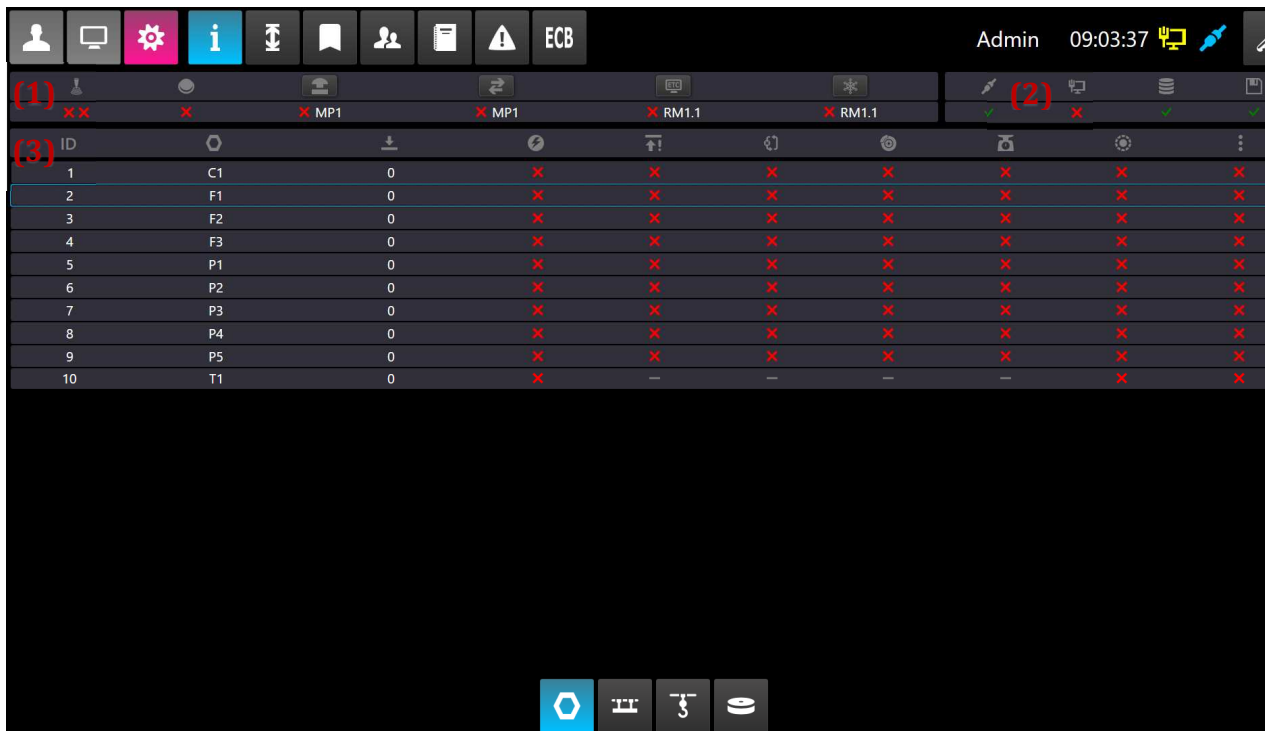 ECB Admin 09:03:37
(1) ETC (2)
MP1 MP1 RM1.1 RM1.1
(3) ID
1 C1 0
2 F1 0
3 F2 0
4 F3 0
5 P1 0
6 P2 0
7 P3 0
8 P4 0
9 P5 0
10 T1 0